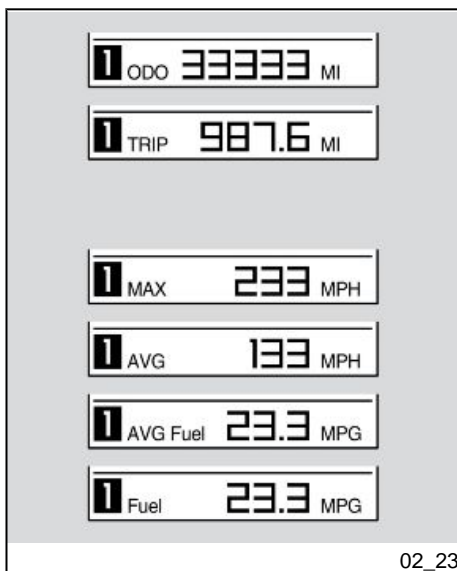 1 ODO 33333 MI
1 TRIP 987.6 MI
1 MAX 233 MPH
1 AVG 133 MPH
1 AVG Fuel 23.3 MPG
1 Fuel 23.3 MPG
02_23